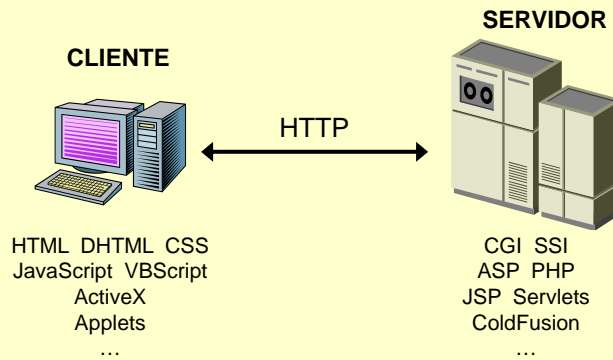 SERVIDOR
CLIENTE
HTTP
HTML DHTML CSS
JavaScript VBScript
ActiveX
Applets
…
CGI SSI
ASP PHP
JSP Servlets
ColdFusion
…